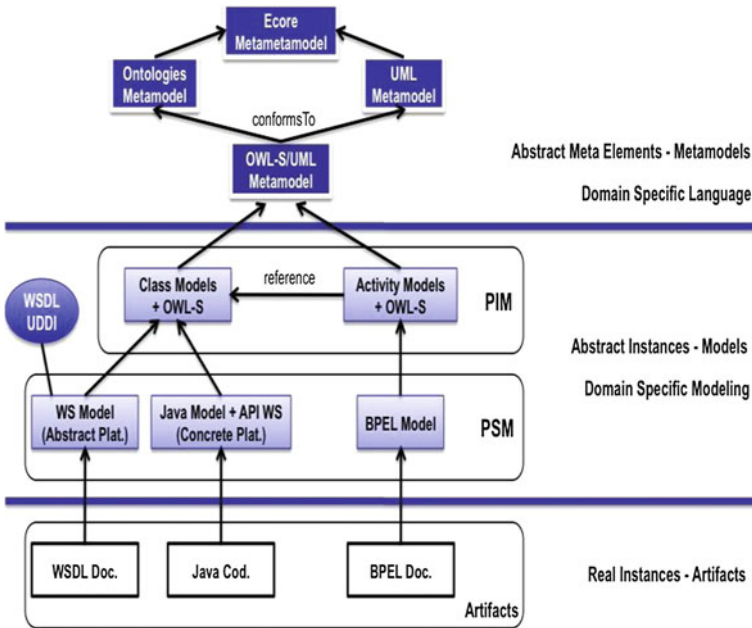 Ecore
Metametamodel
Ontologies
Metamodel
UML
Metamodel
conformsTo
OWL-S/UML
Metamodel
Abstract Meta Elements - Metamodels
Domain Specific Language
Class Models
+ OWL-S
reference
Activity Models
+ OWL-S
PIM
WSDL
UDDI
Abstract Instances - Models
Domain Specific Modeling
WS Model
(Abstract Plat.)
Java Model + API WS
(Concrete Plat.)
BPEL Model
PSM
WSDL Doc.
Java Cod.
BPEL Doc.
Artifacts
Real Instances - Artifacts